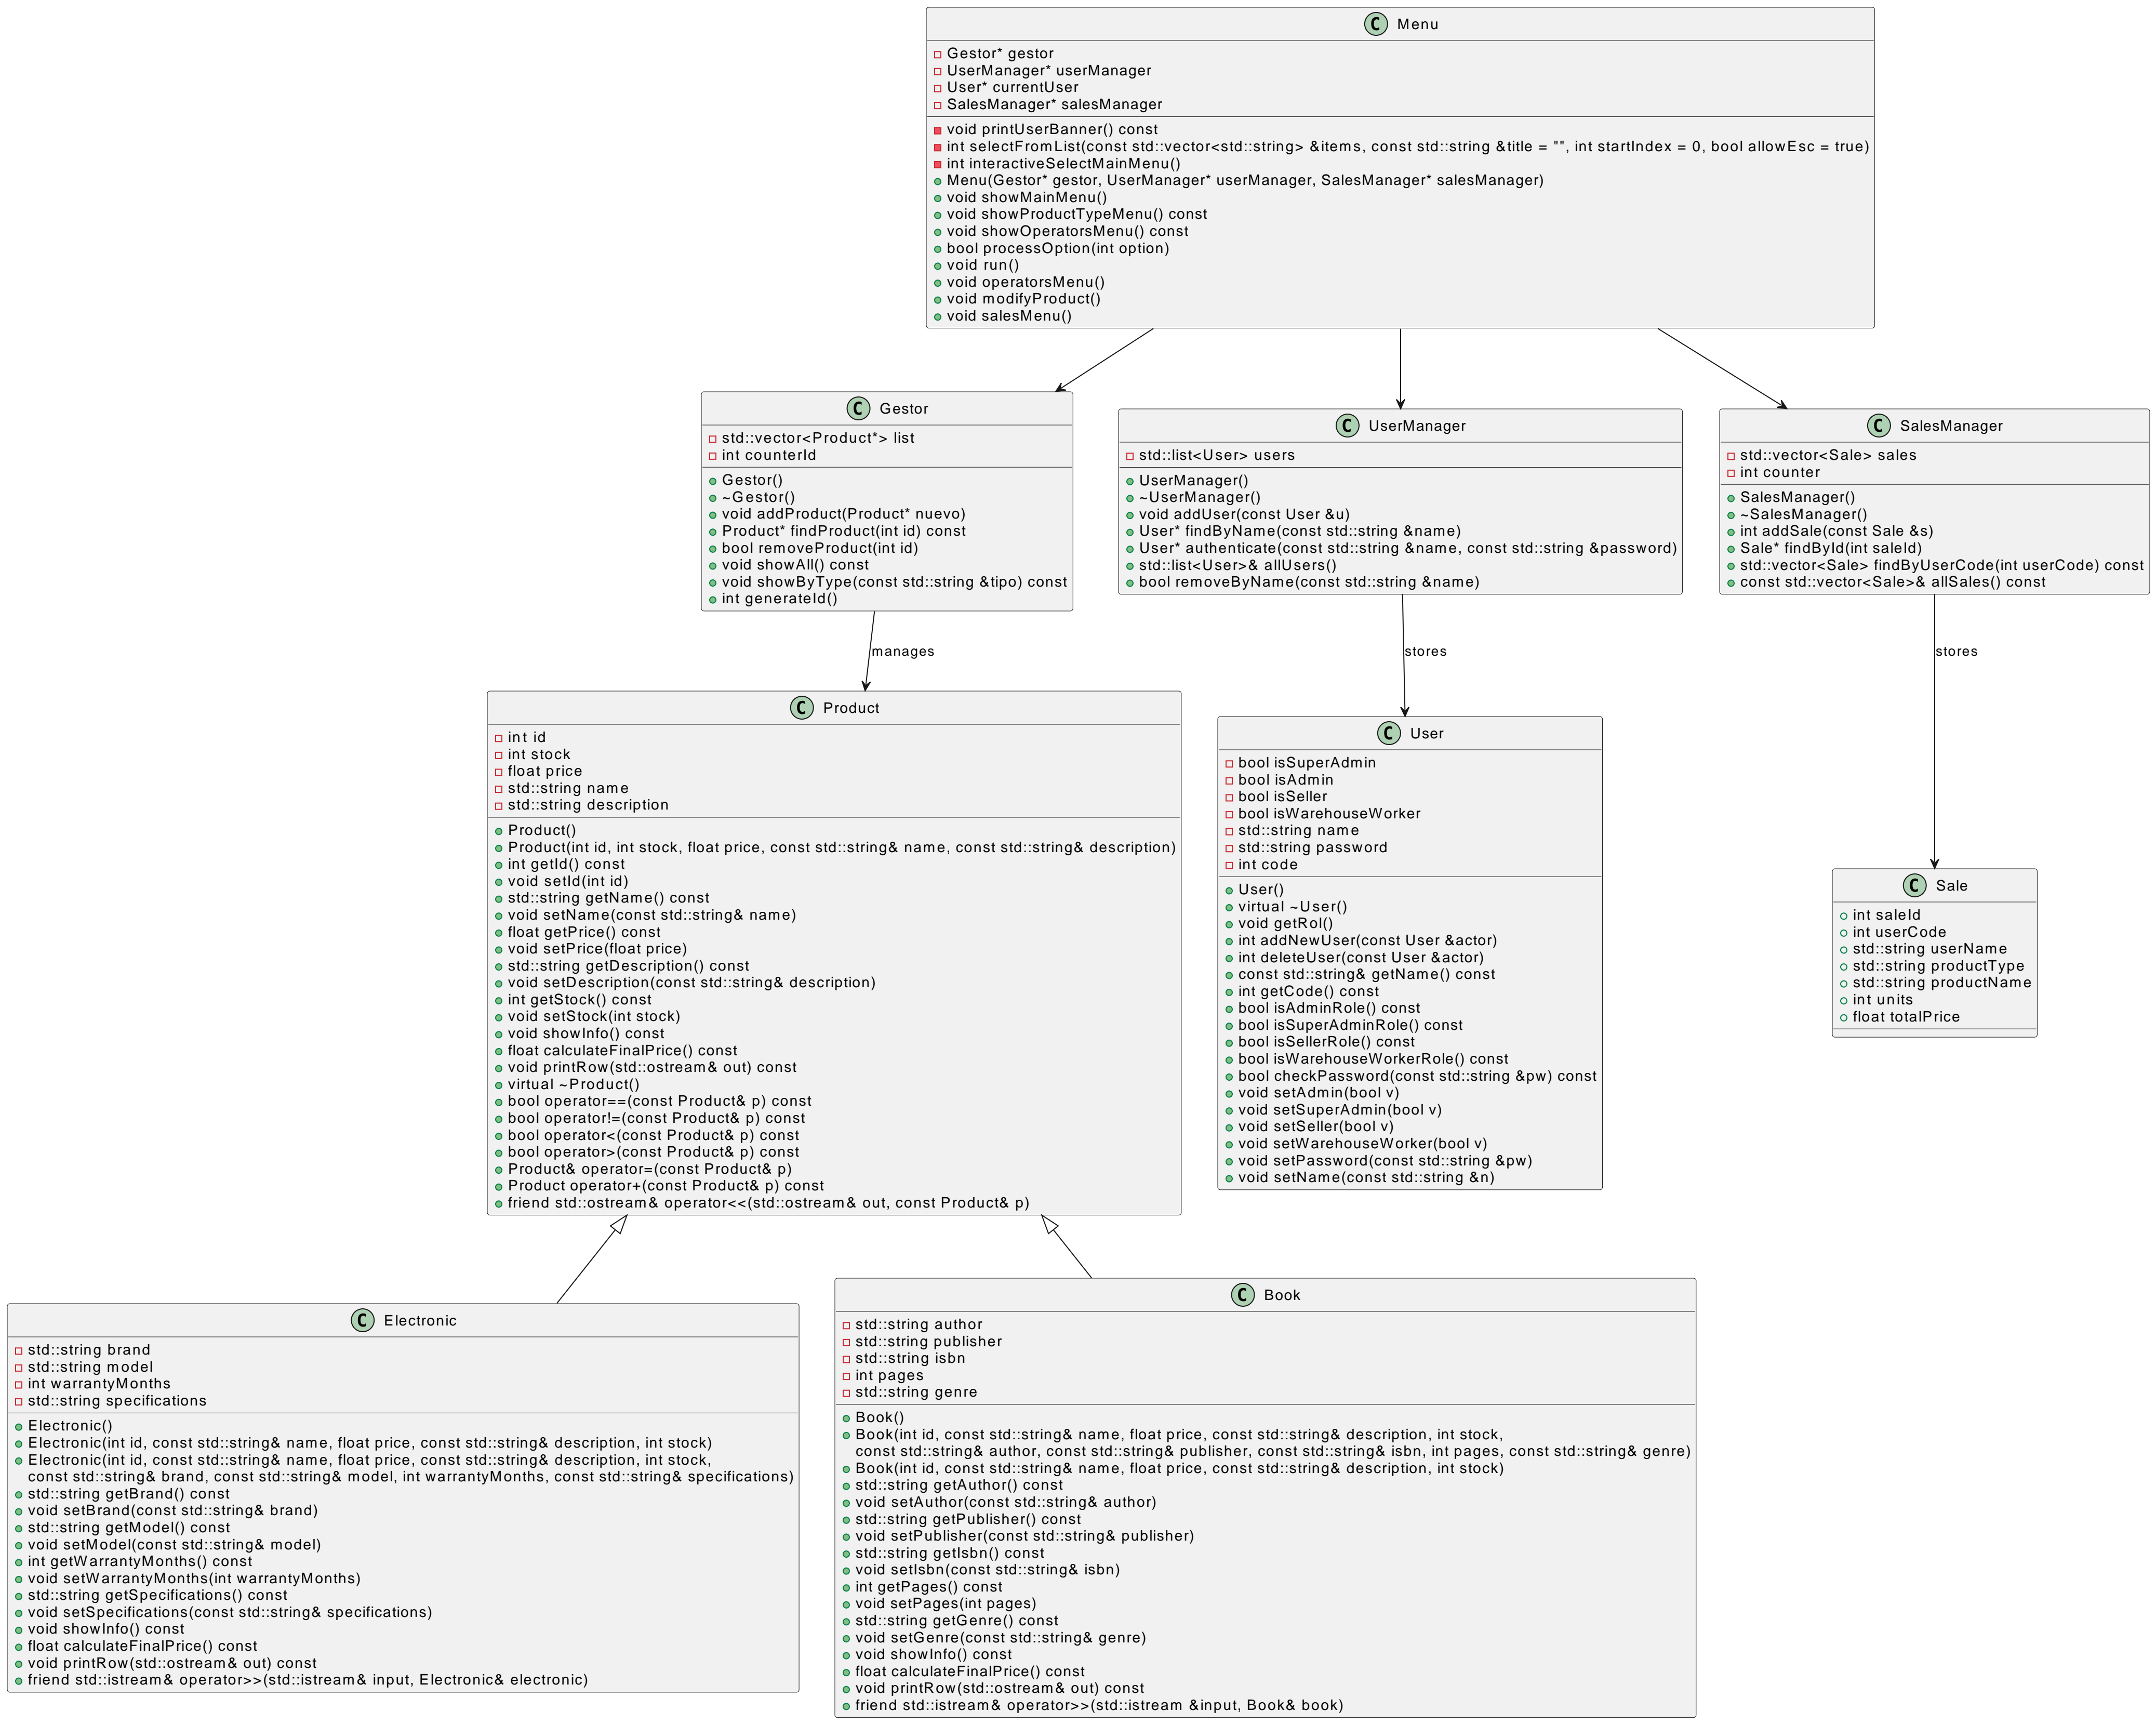 C Menu
Gestor* gestor
UserManager* userManager
User* currentUser
SalesManager* salesManager
void printUserBanner() const
int selectFromList(const std::vector<std::string> &items, const std::string &title = "", int startIndex = 0, bool allowEsc = true)
int interactiveSelectMainMenu()
Menu(Gestor* gestor, UserManager* userManager, SalesManager* salesManager)
void showMainMenu()
void showProductTypeMenu() const
void showOperatorsMenu() const
bool processOption(int option)
void run()
void operatorsMenu()
void modifyProduct()
void salesMenu()
C Gestor
std::vector<Product*> list
int counterId
Gestor()
~Gestor()
void addProduct(Product* nuevo)
Product* findProduct(int id) const
bool removeProduct(int id)
void showAll() const
void showByType(const std::string &tipo) const
int generateId()
C UserManager
std::list<User> users
UserManager()
~UserManager()
void addUser(const User &u)
User* findByName(const std::string &name)
User* authenticate(const std::string &name, const std::string &password)
std::list<User>& allUsers()
bool removeByName(const std::string &name)
C SalesManager
std::vector<Sale> sales
int counter
SalesManager()
~SalesManager()
int addSale(const Sale &s)
Sale* findById(int saleId)
std::vector<Sale> findByUserCode(int userCode) const
const std::vector<Sale>& allSales() const
manages
stores
stores
C Product
int id
int stock
float price
std::string name
std::string description
Product()
Product(int id, int stock, float price, const std::string& name, const std::string& description)
int getId() const
void setId(int id)
std::string getName() const
void setName(const std::string& name)
float getPrice() const
void setPrice(float price)
std::string getDescription() const
void setDescription(const std::string& description)
int getStock() const
void setStock(int stock)
void showInfo() const
float calculateFinalPrice() const
void printRow(std::ostream& out) const
virtual ~Product()
bool operator==(const Product& p) const
bool operator!=(const Product& p) const
bool operator<(const Product& p) const
bool operator>(const Product& p) const
Product& operator=(const Product& p)
Product operator+(const Product& p) const
friend std::ostream& operator<<(std::ostream& out, const Product& p)
C User
bool isSuperAdmin
bool isAdmin
bool isSeller
bool isWarehouseWorker
std::string name
std::string password
int code
User()
virtual ~User()
void getRol()
int addNewUser(const User &actor)
int deleteUser(const User &actor)
const std::string& getName() const
int getCode() const
bool isAdminRole() const
bool isSuperAdminRole() const
bool isSellerRole() const
bool isWarehouseWorkerRole() const
bool checkPassword(const std::string &pw) const
void setAdmin(bool v)
void setSuperAdmin(bool v)
void setSeller(bool v)
void setWarehouseWorker(bool v)
void setPassword(const std::string &pw)
void setName(const std::string &n)
C Sale
int saleId
int userCode
std::string userName
std::string productType
std::string productName
int units
float totalPrice
C Electronic
std::string brand
std::string model
int warrantyMonths
std::string specifications
Electronic()
Electronic(int id, const std::string& name, float price, const std::string& description, int stock)
Electronic(int id, const std::string& name, float price, const std::string& description, int stock,
const std::string& brand, const std::string& model, int warrantyMonths, const std::string& specifications)
std::string getBrand() const
void setBrand(const std::string& brand)
std::string getModel() const
void setModel(const std::string& model)
int getWarrantyMonths() const
void setWarrantyMonths(int warrantyMonths)
std::string getSpecifications() const
void setSpecifications(const std::string& specifications)
void showInfo() const
float calculateFinalPrice() const
void printRow(std::ostream& out) const
friend std::istream& operator>>(std::istream& input, Electronic& electronic)
C Book
std::string author
std::string publisher
std::string isbn
int pages
std::string genre
Book()
Book(int id, const std::string& name, float price, const std::string& description, int stock,
const std::string& author, const std::string& publisher, const std::string& isbn, int pages, const std::string& genre)
Book(int id, const std::string& name, float price, const std::string& description, int stock)
std::string getAuthor() const
void setAuthor(const std::string& author)
std::string getPublisher() const
void setPublisher(const std::string& publisher)
std::string getIsbn() const
void setIsbn(const std::string& isbn)
int getPages() const
void setPages(int pages)
std::string getGenre() const
void setGenre(const std::string& genre)
void showInfo() const
float calculateFinalPrice() const
void printRow(std::ostream& out) const
friend std::istream& operator>>(std::istream &input, Book& book)